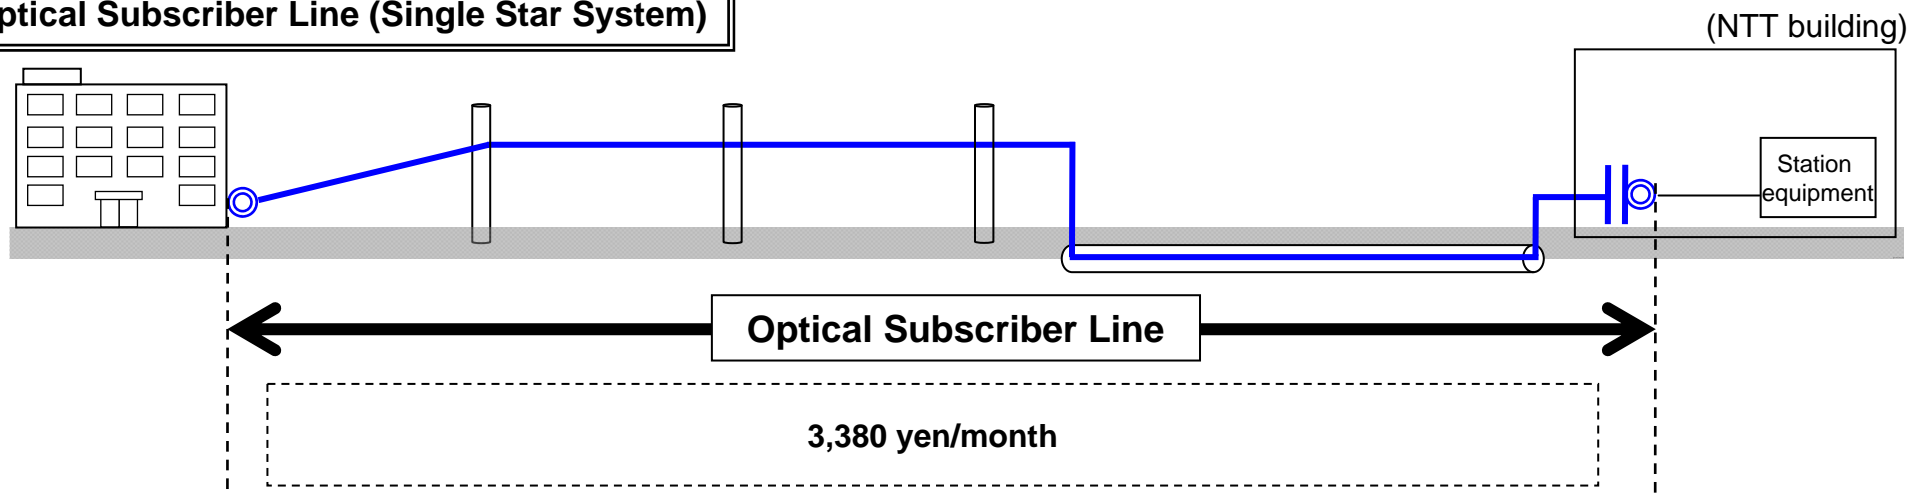 ptical Subscriber Line (Single Star System)
(NTT building)
Station
equipment
Optical Subscriber Line
3,380 yen/month